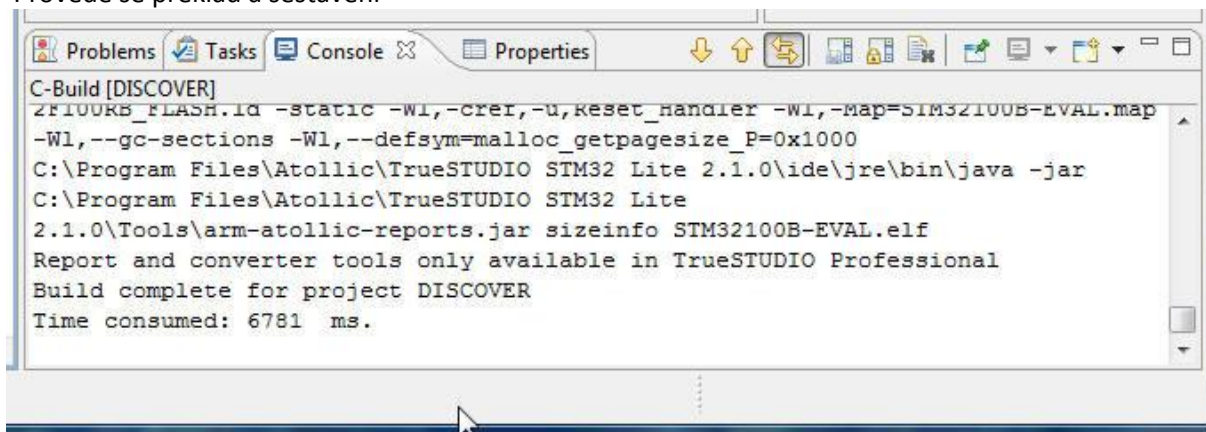 Provede se překlad a sestavení
Problems Tasks Console Properties
C-Build [DISCOVER]
2F100RB_FLASH.ld -static -Wl,-cref,-u,Reset_Handler -Wl,-Map=STM32100B-EVAL.map
-Wl,--gc-sections -Wl,--defsym=malloc_getpagesize_P=0x1000
C:\Program Files\Atollic\TrueSTUDIO STM32 Lite 2.1.0\ide\jre\bin\java -jar
C:\Program Files\Atollic\TrueSTUDIO STM32 Lite
2.1.0\Tools\arm-atollic-reports.jar sizeinfo STM32100B-EVAL.elf
Report and converter tools only available in TrueSTUDIO Professional
Build complete for project DISCOVER
Time consumed: 6781 ms.